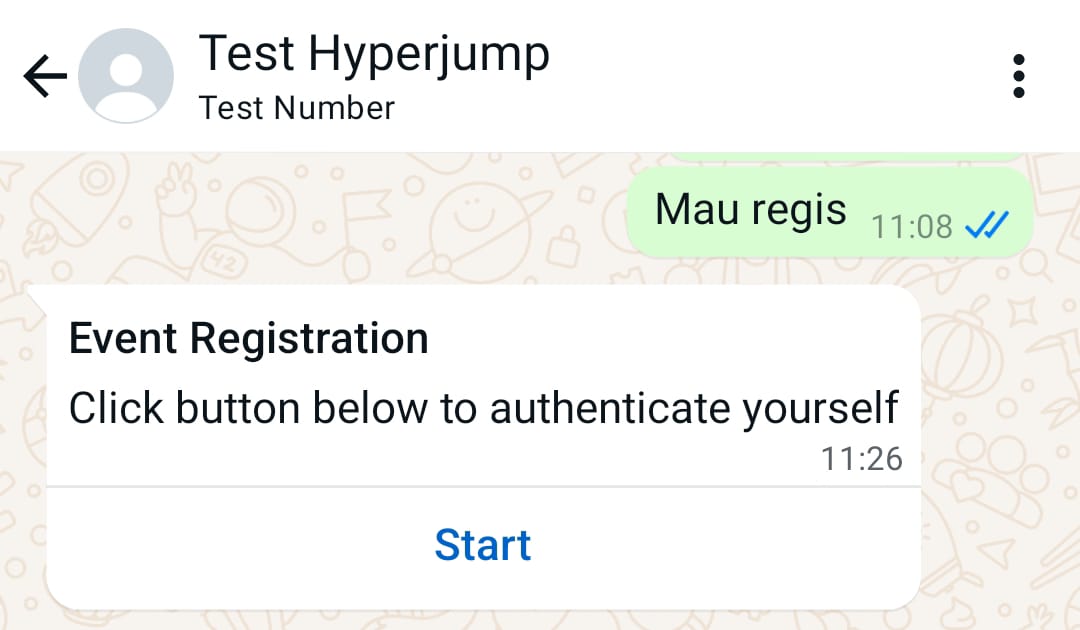 Test Hyperjump
Test Number
Mau regis 11:08
Event Registration
Click button below to authenticate yourself
11:26
Start
42